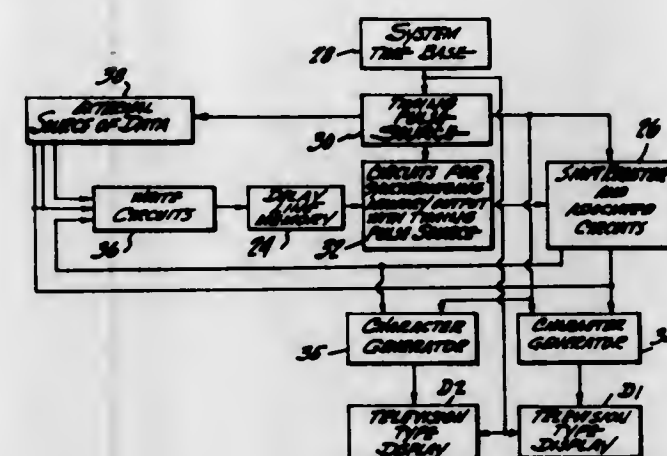 28
SYSTEM
TIME BASE
38
EXTERNAL
SOURCE OF DATA
30
TIMING
PULSE
SOURCE
26
SHIFT REGISTER
AND
ASSOCIATED
CIRCUITS
36
WRITE
CIRCUITS
DELAY
LINE
MEMORY
24
32
CIRCUITS FOR
SYNCHRONIZING
MEMORY OUTPUT
WITH TIMING
PULSE SOURCE
35
CHARACTER
GENERATOR
CHARACTER
GENERATOR
D2
TELEVISION
TYPE
DISPLAY
D1
TELEVISION
TYPE
DISPLAY